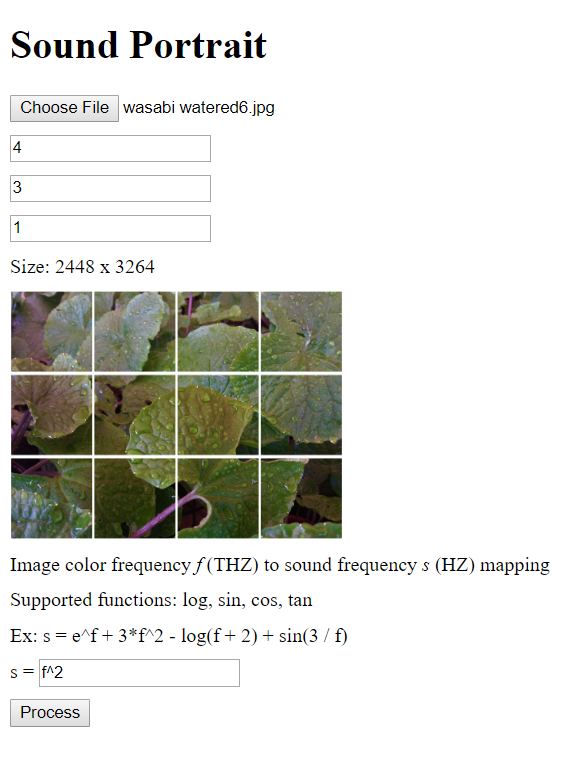 Sound Portrait
Choose File wasabi watered6.jpg
4
3
1
Size: 2448 x 3264
Image color frequency f (THZ) to sound frequency s (HZ) mapping
Supported functions: log, sin, cos, tan
Ex: s = e^f + 3*f^2 - log(f + 2) + sin(3 / f)
s = f^2
Process